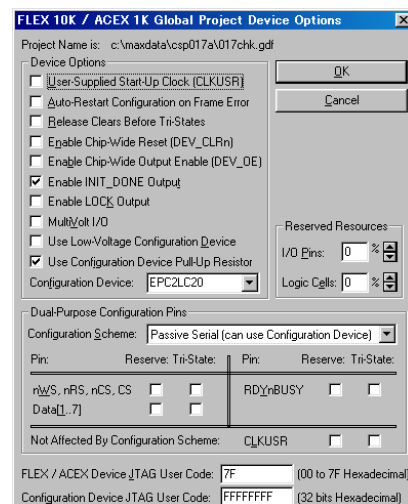 FLEX 10K / ACEX 1K Global Project Device Options
Project Name is: c:\maxdata\csp017a\017chk.gdf
Device Options
User-Supplied Start-Up Clock (CLKUSR)
Auto-Restart Configuration on Frame Error
Release Clears Before Tri-States
Enable Chip-Wide Reset (DEV_CLRn)
Enable Chip-Wide Output Enable (DEV_OE)
Enable INIT_DONE Output
Enable LOCK Output
MultiVolt I/O
Use Low-Voltage Configuration Device
Use Configuration Device Pull-Up Resistor
Configuration Device: EPC2LC20
OK
Cancel
Reserved Resources
I/O Pins: 0 %
Logic Cells: 0 %
Dual-Purpose Configuration Pins
Configuration Scheme: Passive Serial (can use Configuration Device)
Pin: Reserve: Tri-State: Pin: Reserve: Tri-State:
nWS, nRS, nCS, CS RDYnBUSY
Data[1..7]
Not Affected By Configuration Scheme: CLKUSR
FLEX / ACEX Device JTAG User Code: 7F (00 to 7F Hexadecimal)
Configuration Device JTAG User Code: FFFFFFFF (32 bits Hexadecimal)